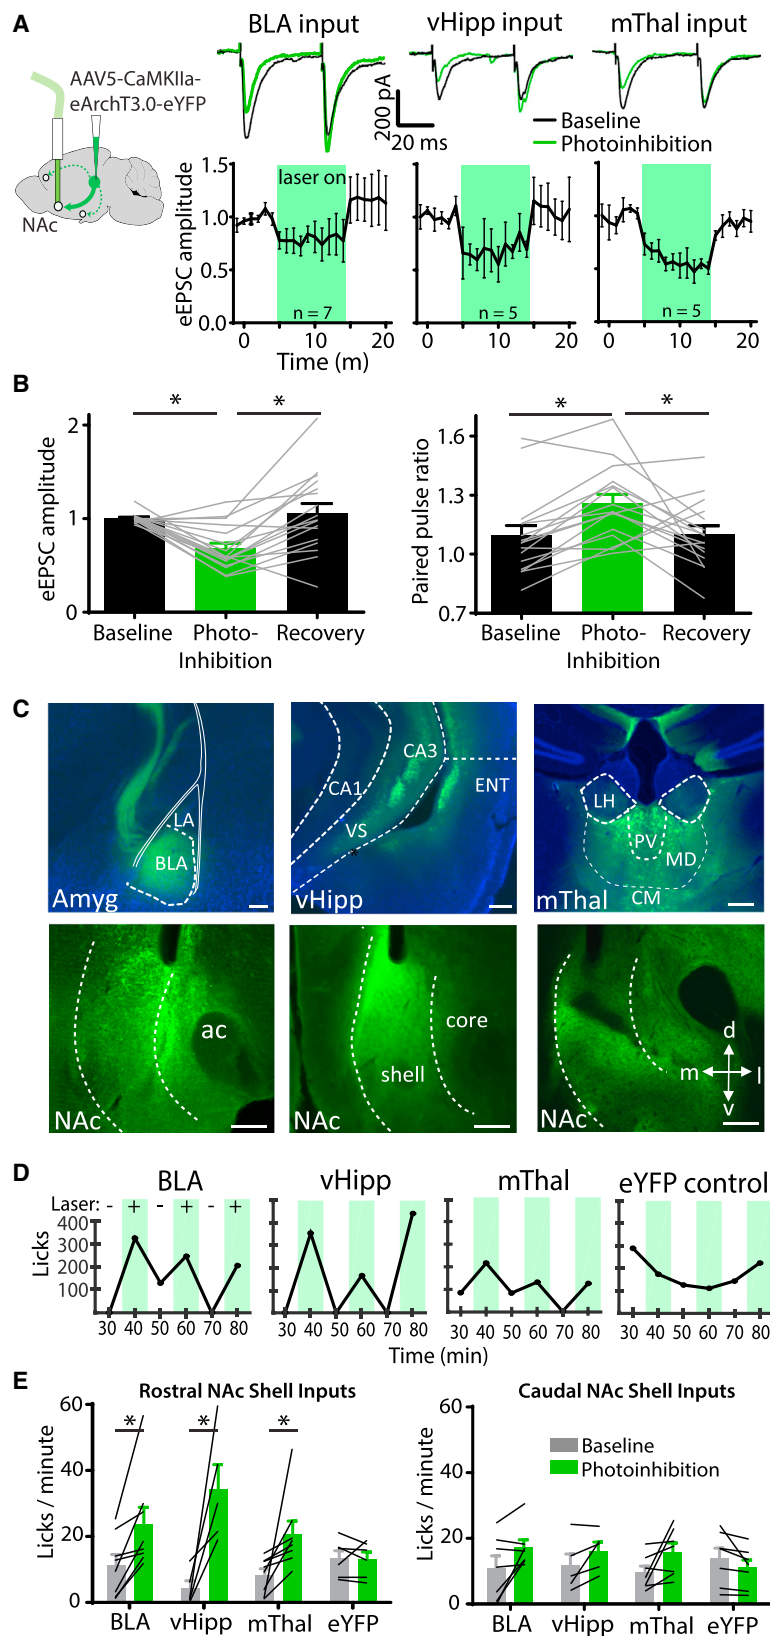 A
BLA input
vHipp input
mThal input
AAV5-CaMKIIa-
eArchT3.0-eYFP
NAc
200 pA
20 ms
Baseline
Photoinhibition
eEPSC amplitude
1.5
1.0
0.5
0.0
laser on
n = 7
n = 5
n = 5
0 10 20
0 10 20
0 10 20
Time (m)
B
eEPSC amplitude
2
1
0
* *
Baseline Photo- Recovery
Inhibition
Paired pulse ratio
1.6
1.3
1.0
0.7
* *
Baseline Photo- Recovery
Inhibition
C
LA
BLA
Amyg
CA3
CA1
ENT
VS
*
vHipp
LH
PV
MD
CM
mThal
ac
NAc
core
shell
NAc
d
m l
v
NAc
D
BLA
vHipp
mThal
eYFP control
Laser: - + - + - +
Licks
400
300
200
100
30 40 50 60 70 80
30 40 50 60 70 80
30 40 50 60 70 80
30 40 50 60 70 80
Time (min)
E
Rostral NAc Shell Inputs
Licks / minute
60
40
20
0
* * *
BLA vHipp mThal eYFP
Caudal NAc Shell Inputs
Licks / minute
60
40
20
0
Baseline
Photoinhibition
BLA vHipp mThal eYFP